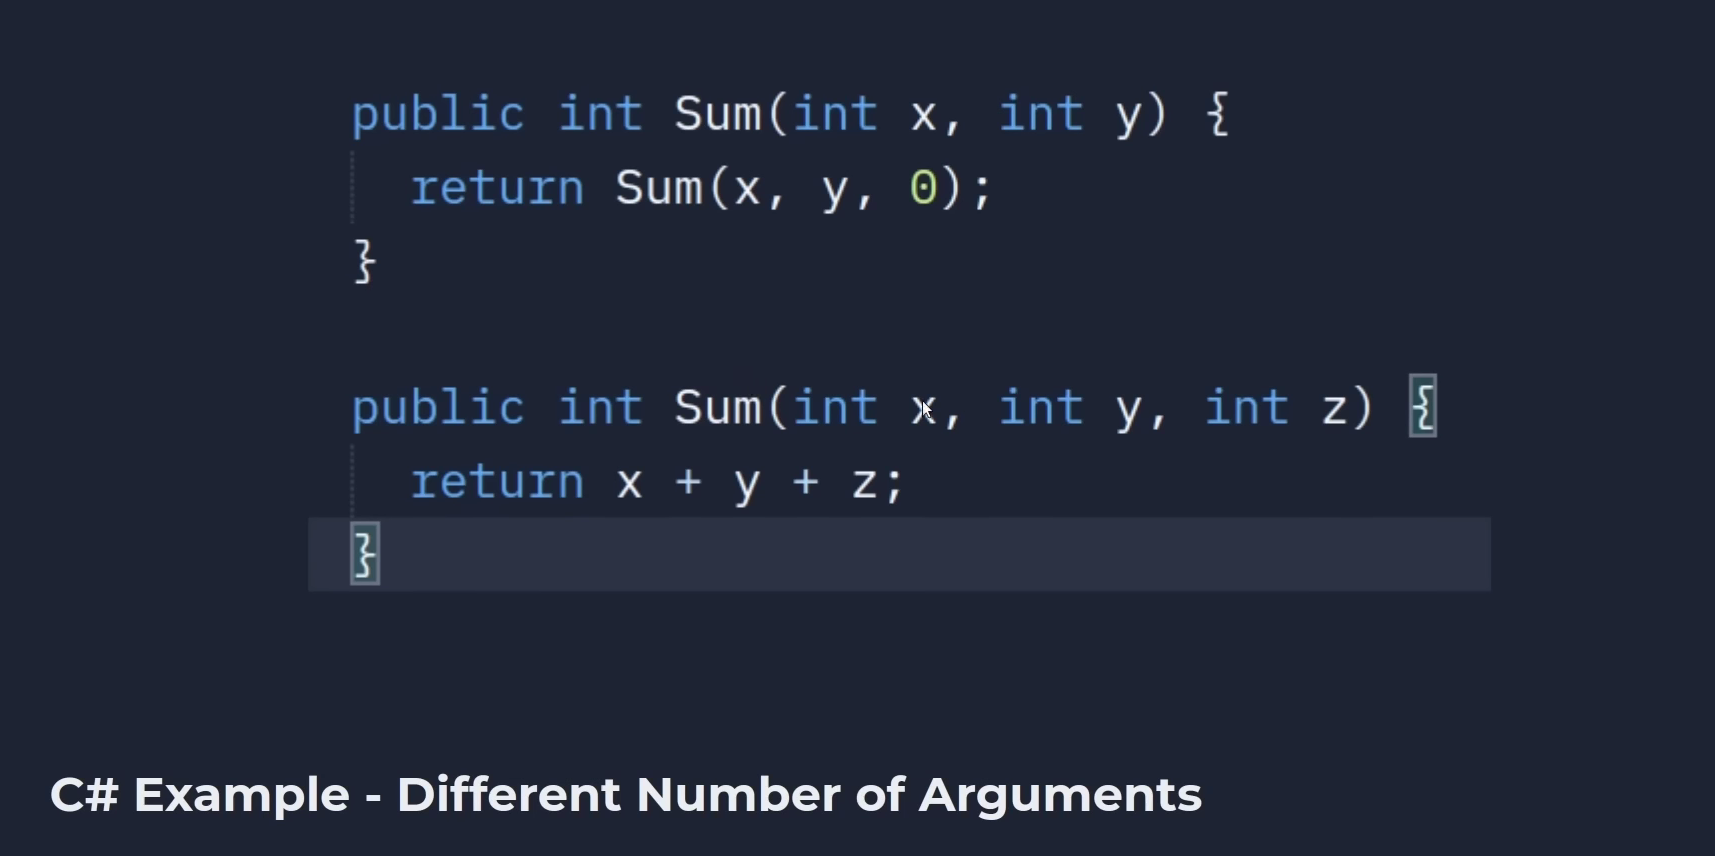 public int Sum(int x, int y) {
return Sum(x, y, 0);
}
public int Sum(int x, int y, int z) {
return x + y + z;
}
C# Example - Different Number of Arguments